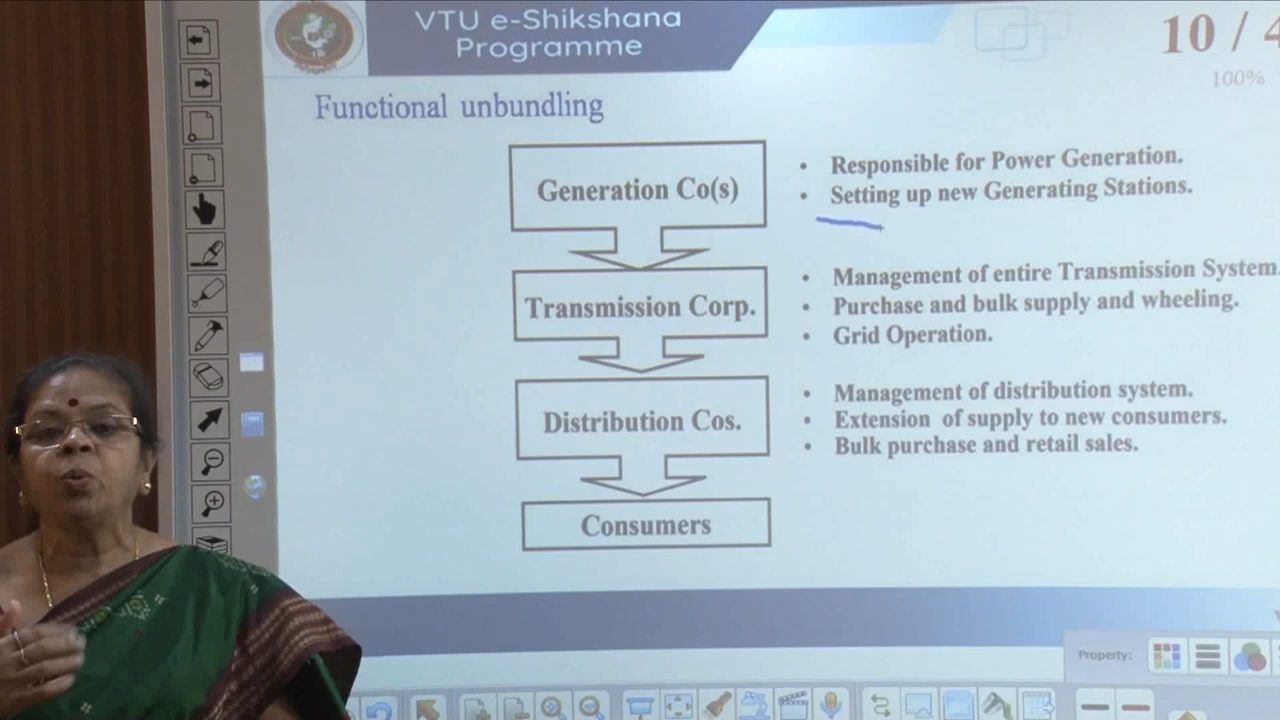 VTU e-Shikshana
Programme
10 / 4
100%
Functional unbundling
Generation Co(s)
• Responsible for Power Generation.
• Setting up new Generating Stations.
Transmission Corp.
• Management of entire Transmission System.
• Purchase and bulk supply and wheeling.
• Grid Operation.
Distribution Cos.
• Management of distribution system.
• Extension of supply to new consumers.
• Bulk purchase and retail sales.
Consumers
Property: